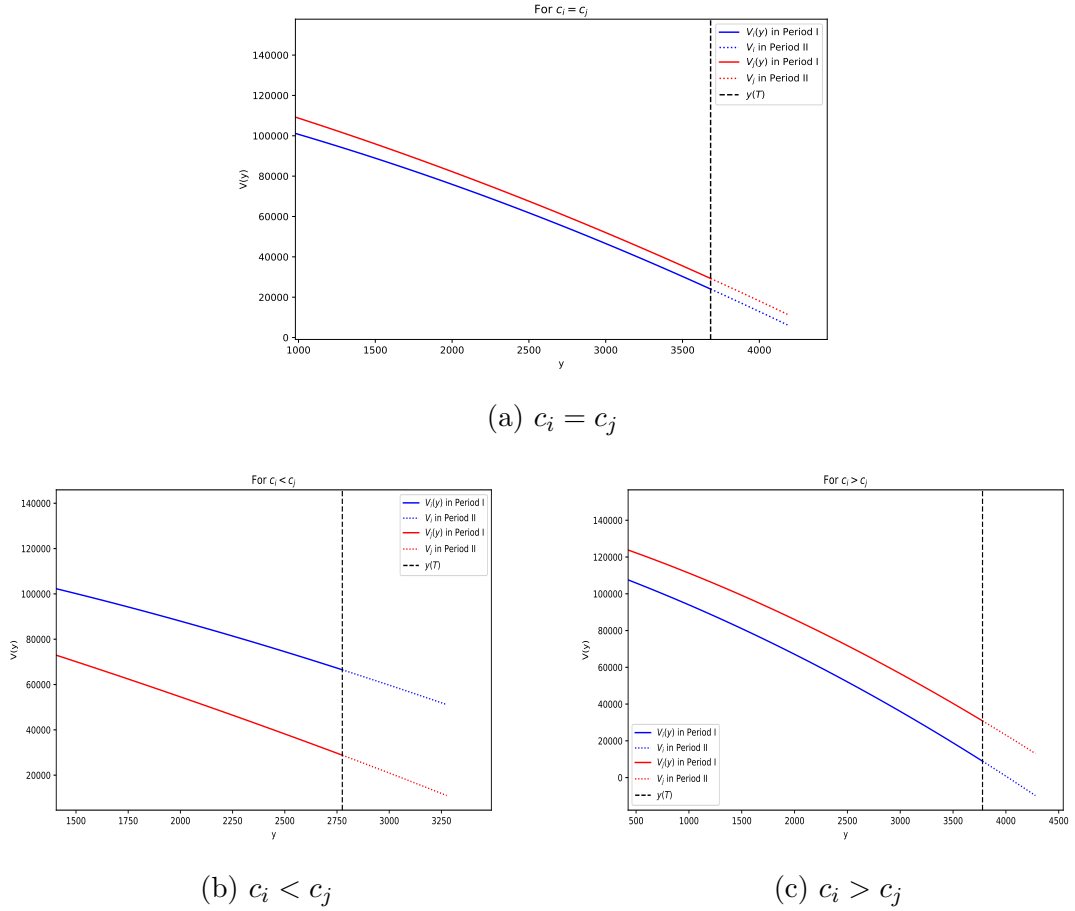 For $c_i = c_j$
140000
120000
100000
80000
60000
40000
20000
0
V(y)
1000 1500 2000 2500 3000 3500 4000
y
$V_i(y)$ in Period I
$V_i$ in Period II
$V_j(y)$ in Period I
$V_j$ in Period II
y(T)
(a) $c_i = c_j$
For $c_i < c_j$
140000
120000
100000
80000
60000
40000
20000
V(y)
1500 1750 2000 2250 2500 2750 3000 3250
y
$V_i(y)$ in Period I
$V_i$ in Period II
$V_j(y)$ in Period I
$V_j$ in Period II
y(T)
(b) $c_i < c_j$
For $c_i > c_j$
140000
120000
100000
80000
60000
40000
20000
0
V(y)
500 1000 1500 2000 2500 3000 3500 4000 4500
y
$V_i(y)$ in Period I
$V_i$ in Period II
$V_j(y)$ in Period I
$V_j$ in Period II
y(T)
(c) $c_i > c_j$